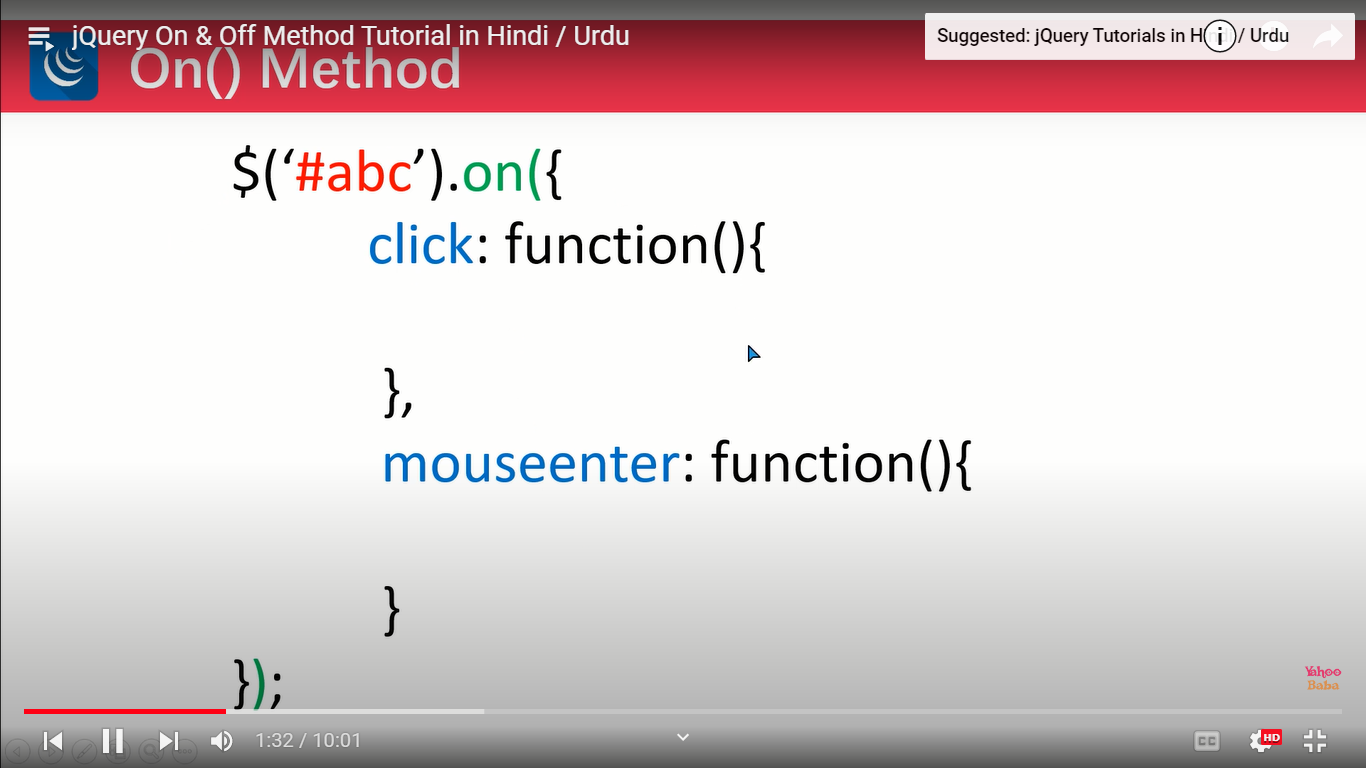 jQuery On & Off Method Tutorial in Hindi / Urdu
Suggested: jQuery Tutorials in H / Urdu
On() Method
$(‘#abc’).on({
click: function(){
},
mouseenter: function(){
}
});
Yahoo
Baba
1:32 / 10:01
CC
HD